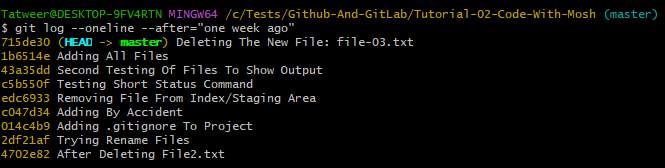 Tatweer@DESKTOP-9FV4RTN MINGW64 /c/Tests/Github-And-GitLab/Tutorial-02-Code-With-Mosh (master)
$ git log --oneline --after="one week ago"
715de30 (HEAD -> master) Deleting The New File: file-03.txt
1b6514e Adding All Files
43a35dd Second Testing Of Files To Show Output
c5b550f Testing Short Status Command
edc6933 Removing File From Index/Staging Area
c047d34 Adding By Accident
014c4b9 Adding .gitignore To Project
2df21af Trying Rename Files
4702e82 After Deleting File2.txt